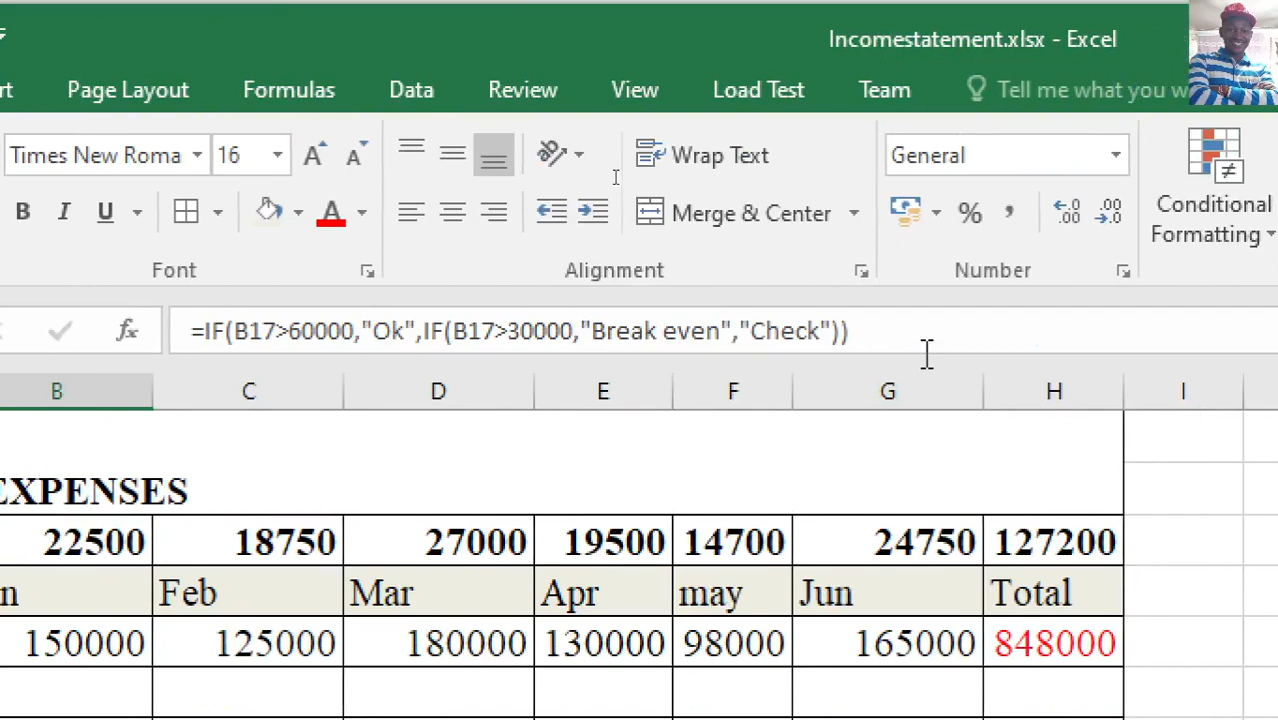 Incomestatement.xlsx - Excel
rt Page Layout Formulas Data Review View Load Test Team Tell me what you w
Times New Roma 16 A A Wrap Text General
B I U A Merge & Center % , .00 .0
Conditional
Formatting
Font Alignment Number
fx =IF(B17>60000,"Ok",IF(B17>30000,"Break even","Check"))
B C D E F G H I
EXPENSES
22500 18750 27000 19500 14700 24750 127200
n Feb Mar Apr may Jun Total
150000 125000 180000 130000 98000 165000 848000